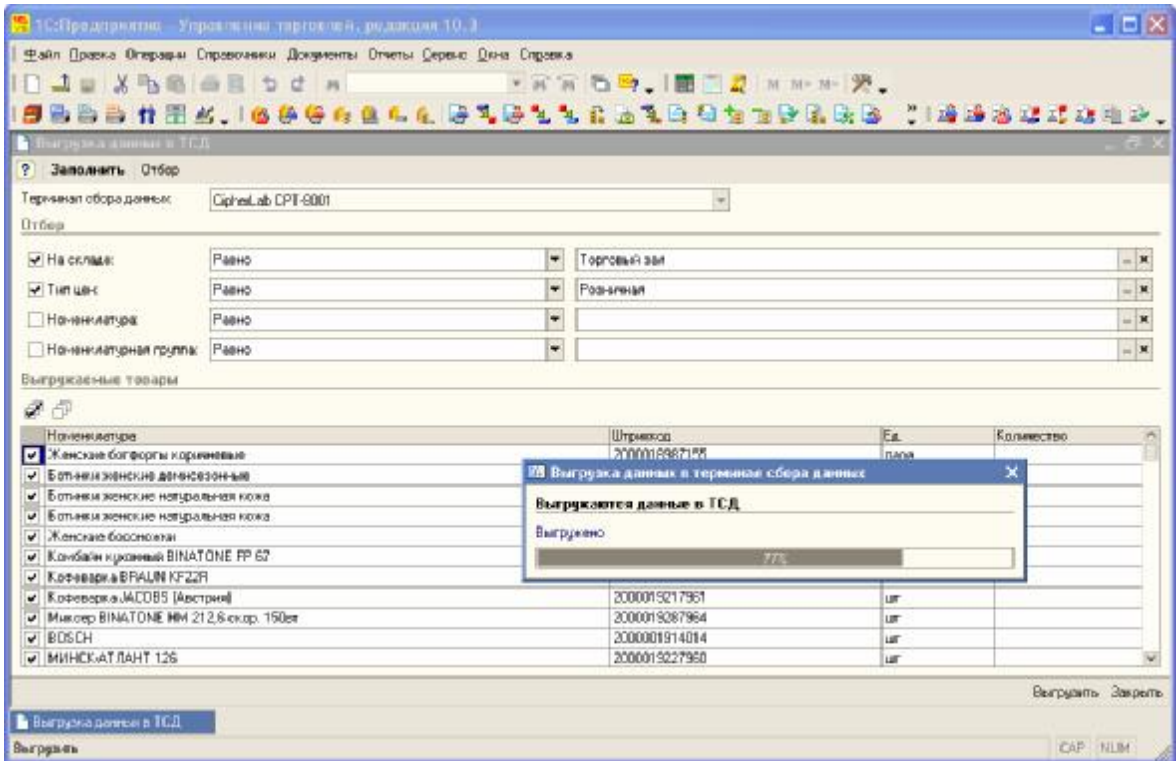 1С:Предприятие - Управление торговлей, редакция 10.3
Файл Правка Операции Справочники Документы Отчеты Сервис Окна Справка
M M+ M-
Выгрузка данных в ТСД
? Заполнить Отбор
Терминал сбора данных: CipherLab CPT-8001
Отбор
На складе: Равно Торговый зал
Тип цен: Равно Розничная
Номенклатура: Равно
Номенклатурная группа: Равно
Выгружаемые товары
Номенклатура Штрихкод Ед. Количество
Женские ботфорты коричневые 2000018987155 пара
Ботинки женские демисезонные
Ботинки женские натуральная кожа
Ботинки женские натуральная кожа
Женские босоножки
Комбайн кухонный BINATONE FP 67
Кофеварка BRAUN KF22R
Кофеварка JACOBS (Австрия) 2000019217961 шт
Миксер BINATONE HM 212,6 скор. 150вт 2000019287964 шт
BOSCH 2000001914014 шт
МИНСК-АТЛАНТ 126 2000019227960 шт
Выгрузка данных в терминал сбора данных
Выгружаются данные в ТСД
Выгружено
77%
Выгрузить Закрыть
Выгрузка данных в ТСД
Выгрузить CAP NUM